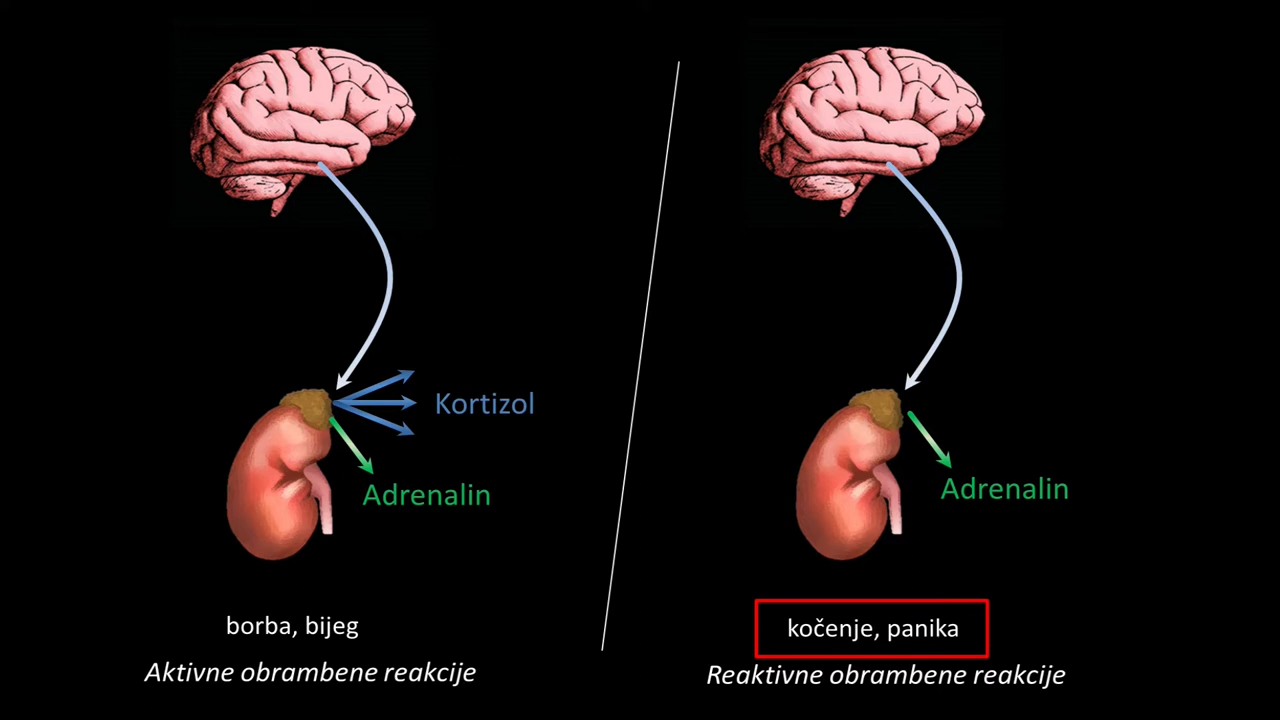 Kortizol
Adrenalin
borba, bijeg
Aktivne obrambene reakcije
Adrenalin
kočenje, panika
Reaktivne obrambene reakcije